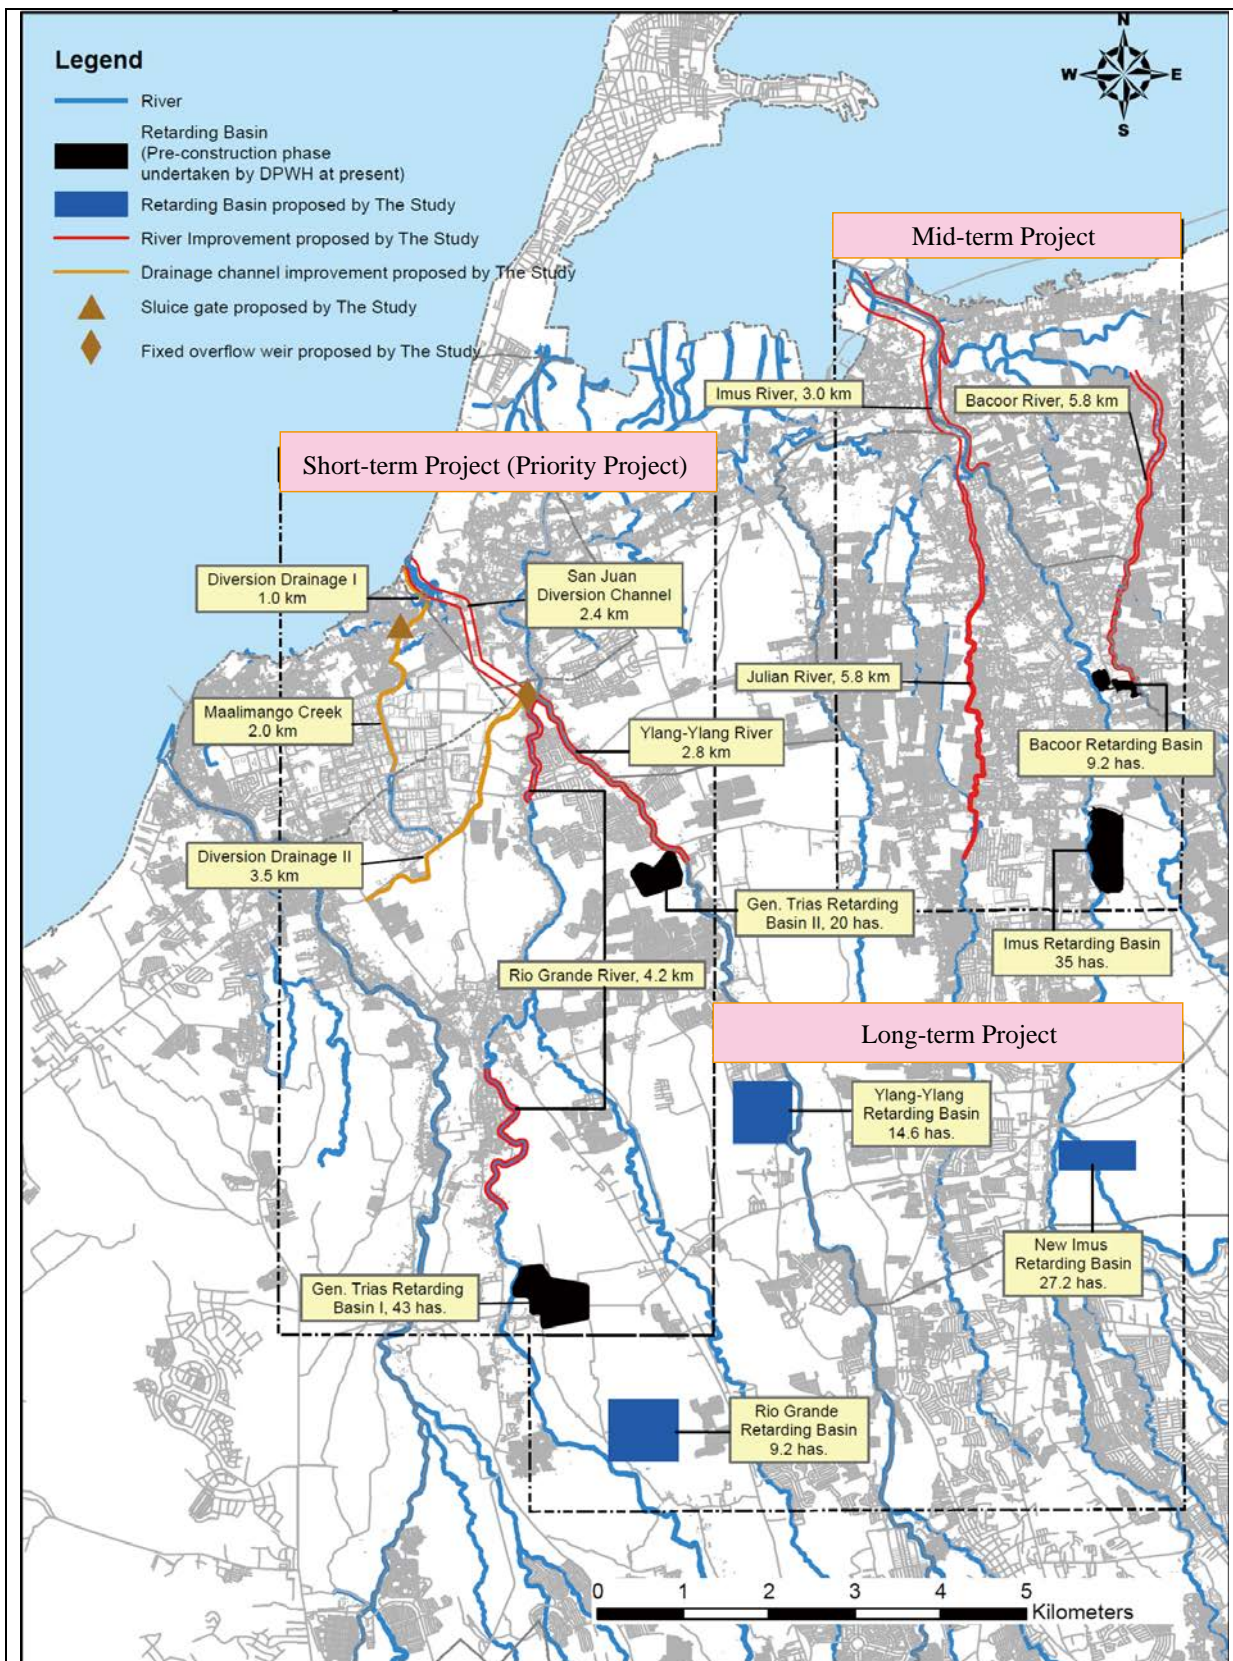 N
W E
S
Legend
River
Retarding Basin
(Pre-construction phase
undertaken by DPWH at present)
Retarding Basin proposed by The Study
River Improvement proposed by The Study
Drainage channel improvement proposed by The Study
Sluice gate proposed by The Study
Fixed overflow weir proposed by The Study
Mid-term Project
Imus River, 3.0 km
Bacoor River, 5.8 km
Short-term Project (Priority Project)
Diversion Drainage I
1.0 km
San Juan
Diversion Channel
2.4 km
Julian River, 5.8 km
Maalimango Creek
2.0 km
Ylang-Ylang River
2.8 km
Bacoor Retarding Basin
9.2 has.
Diversion Drainage II
3.5 km
Gen. Trias Retarding
Basin II, 20 has.
Imus Retarding Basin
35 has.
Rio Grande River, 4.2 km
Long-term Project
Ylang-Ylang
Retarding Basin
14.6 has.
New Imus
Retarding Basin
27.2 has.
Gen. Trias Retarding
Basin I, 43 has.
Rio Grande
Retarding Basin
9.2 has.
0 1 2 3 4 5
Kilometers